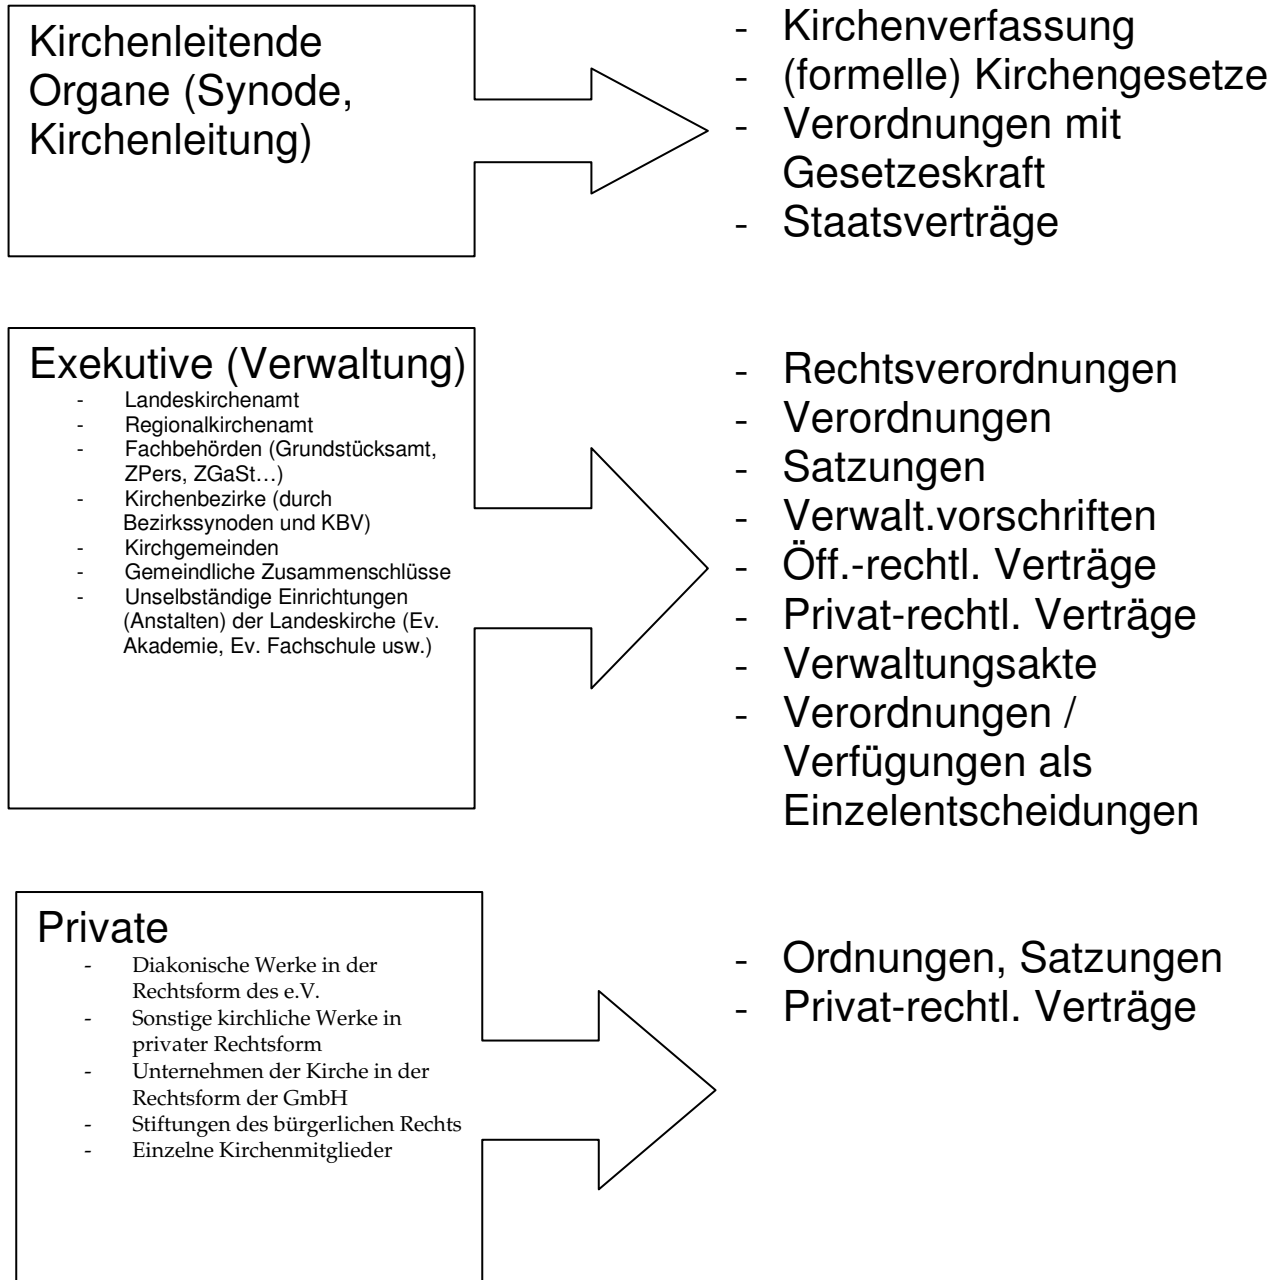 Kirchenleitende
Organe (Synode,
Kirchenleitung)
- Kirchenverfassung
- (formelle) Kirchengesetze
- Verordnungen mit
Gesetzeskraft
- Staatsverträge
Exekutive (Verwaltung)
- Landeskirchenamt
- Regionalkirchenamt
- Fachbehörden (Grundstücksamt,
ZPers, ZGaSt…)
- Kirchenbezirke (durch
Bezirkssynoden und KBV)
- Kirchgemeinden
- Gemeindliche Zusammenschlüsse
- Unselbständige Einrichtungen
(Anstalten) der Landeskirche (Ev.
Akademie, Ev. Fachschule usw.)
- Rechtsverordnungen
- Verordnungen
- Satzungen
- Verwalt.vorschriften
- Öff.-rechtl. Verträge
- Privat-rechtl. Verträge
- Verwaltungsakte
- Verordnungen /
Verfügungen als
Einzelentscheidungen
Private
- Diakonische Werke in der
Rechtsform des e.V.
- Sonstige kirchliche Werke in
privater Rechtsform
- Unternehmen der Kirche in der
Rechtsform der GmbH
- Stiftungen des bürgerlichen Rechts
- Einzelne Kirchenmitglieder
- Ordnungen, Satzungen
- Privat-rechtl. Verträge